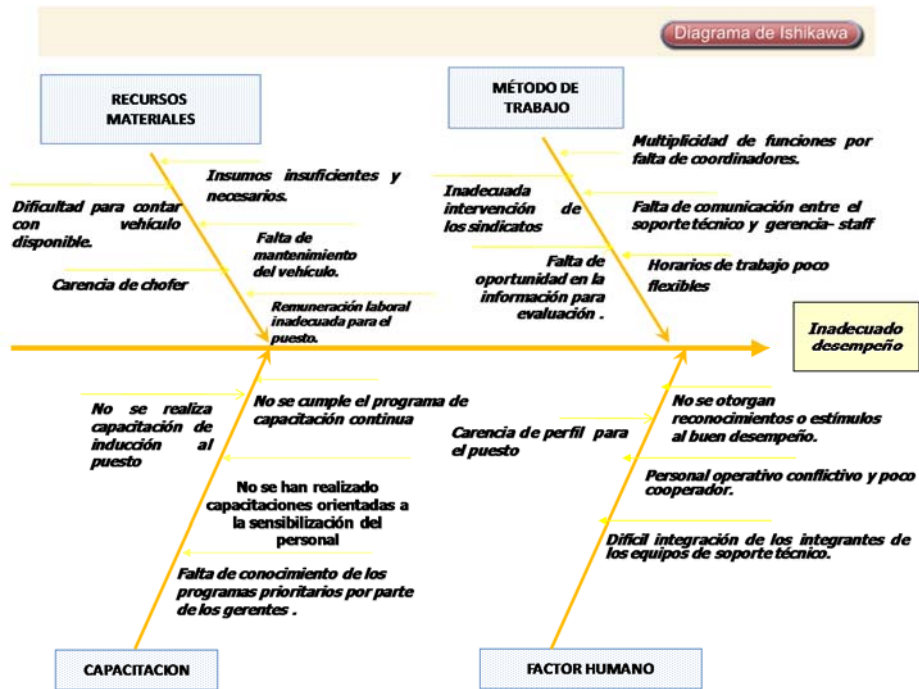 Diagrama de Ishikawa
RECURSOS
MATERIALES
MÉTODO DE
TRABAJO
Insumos insuficientes y
necesarios.
Dificultad para contar
con vehículo
disponible.
Falta de
mantenimiento
del vehículo.
Carencia de chofer
Remuneración laboral
inadecuada para el
puesto.
Multiplicidad de funciones por
falta de coordinadores.
Inadecuada
intervención de
los sindicatos
Falta de comunicación entre el
soporte técnico y gerencia- staff
Falta de
oportunidad en la
información para
evaluación .
Horarios de trabajo poco
flexibles
Inadecuado
desempeño
No se realiza
capacitación de
inducción al
puesto
No se cumple el programa de
capacitación continua
No se han realizado
capacitaciones orientadas a
la sensibilización del
personal
Falta de conocimiento de los
programas prioritarios por parte
de los gerentes .
No se otorgan
reconocimientos o estímulos
al buen desempeño.
Carencia de perfil para
el puesto
Personal operativo conflictivo y poco
cooperador.
Difícil integración de los integrantes de
los equipos de soporte técnico.
CAPACITACION
FACTOR HUMANO